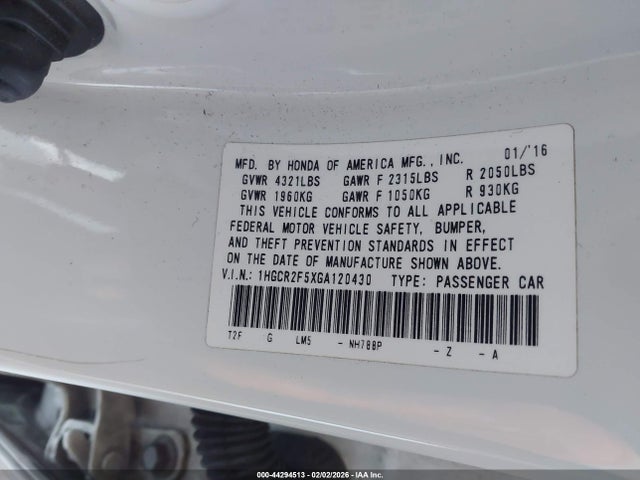 MFD. BY HONDA OF AMERICA MFG., INC. 01/'16
GVWR 4321LBS GAWR F 2315LBS R 2050LBS
GVWR 1960KG GAWR F 1050KG R 930KG
THIS VEHICLE CONFORMS TO ALL APPLICABLE
FEDERAL MOTOR VEHICLE SAFETY, BUMPER,
AND THEFT PREVENTION STANDARDS IN EFFECT
ON THE DATE OF MANUFACTURE SHOWN ABOVE.
V.I.N.: 1HGCR2F5XGA120430 TYPE: PASSENGER CAR
T2F G LM5 - NH788P - Z - A
000-44294513 - 02/02/2026 - IAA Inc.